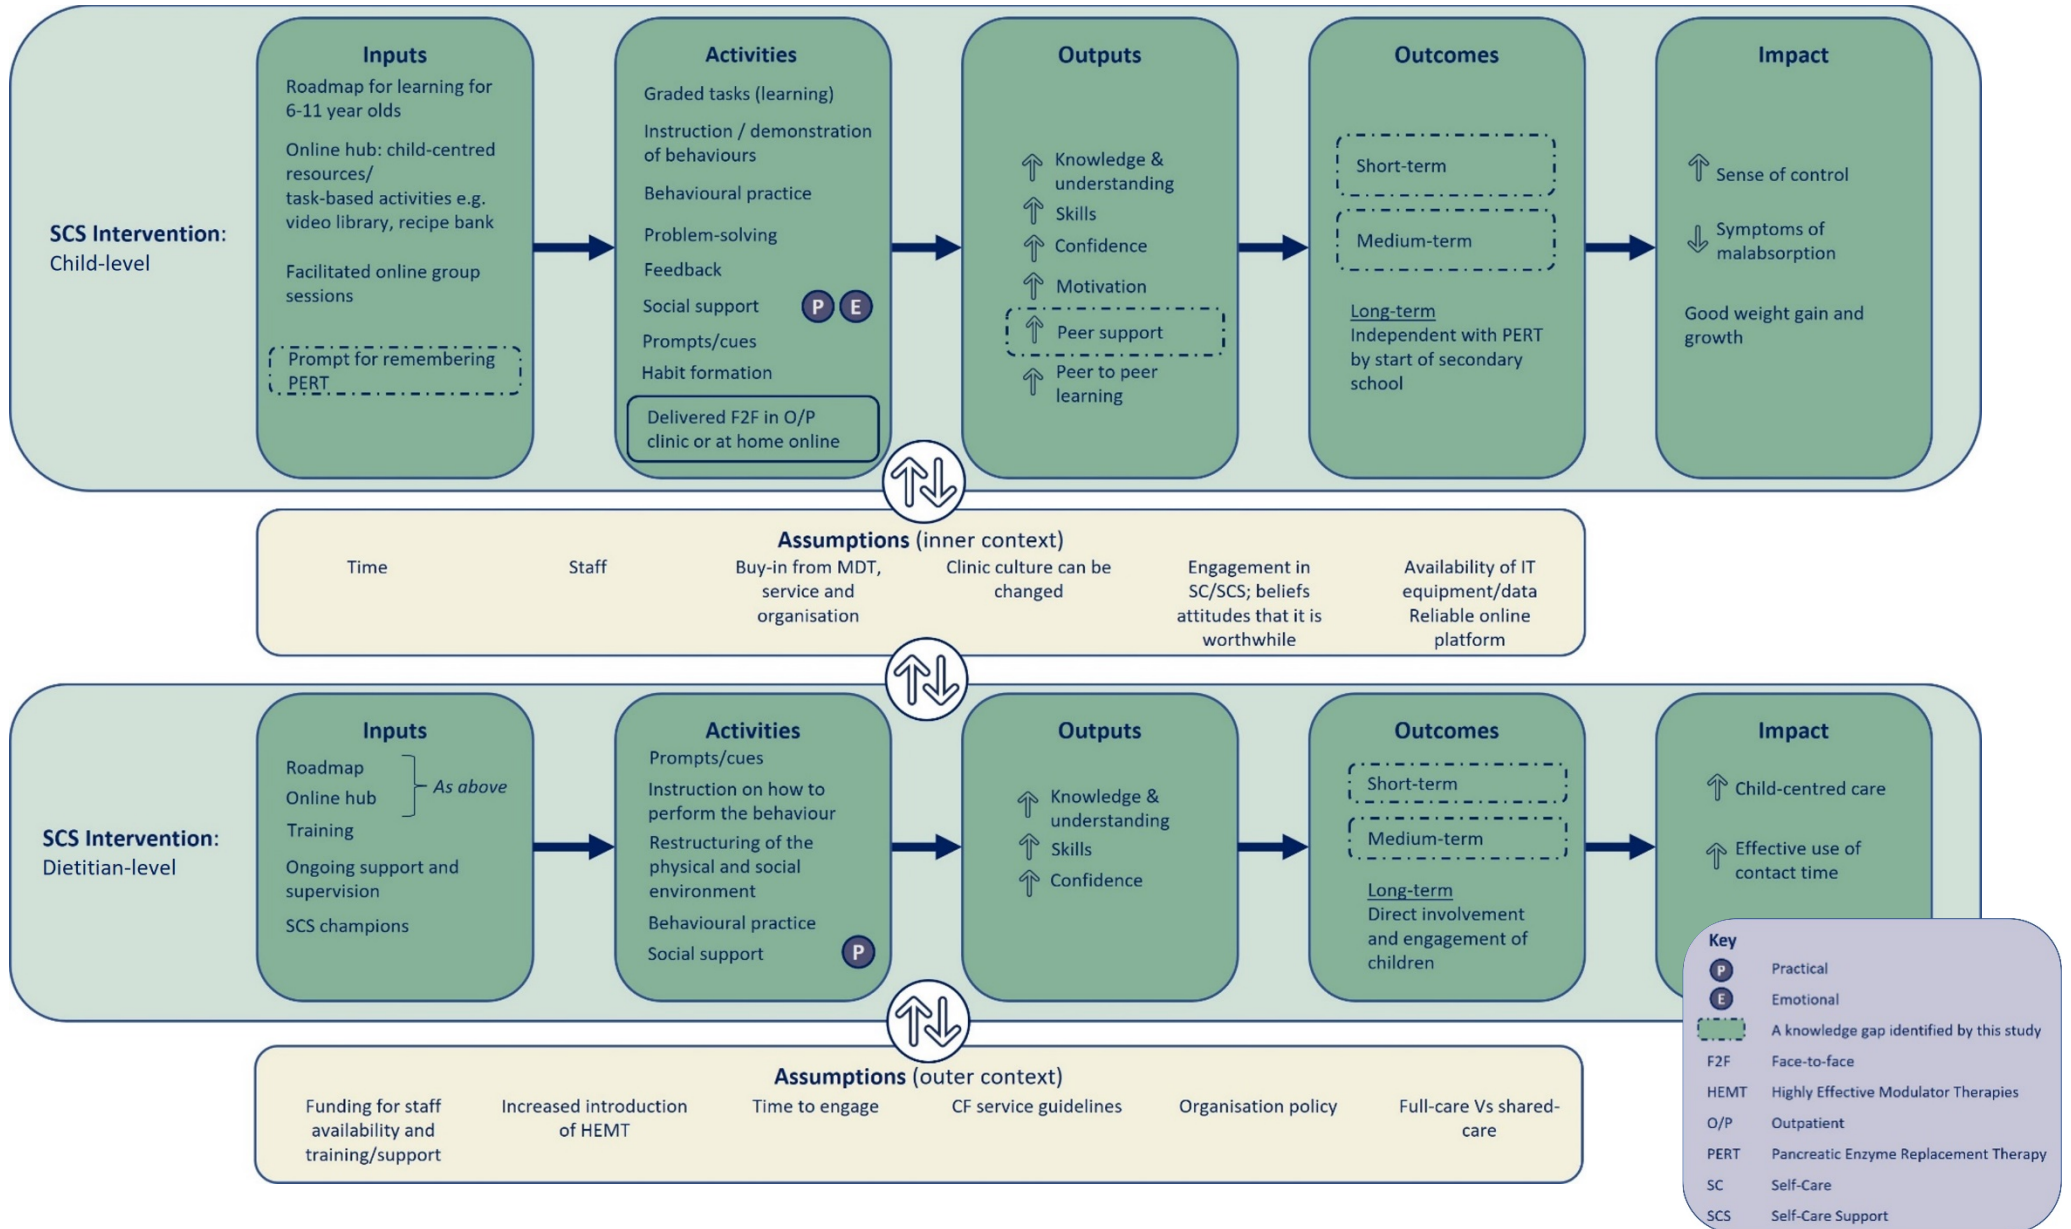 SCS Intervention:
Child-level
Inputs
Roadmap for learning for
6-11 year olds
Online hub: child-centred
resources/
task-based activities e.g.
video library, recipe bank
Facilitated online group
sessions
Prompt for remembering
PERT
Activities
Graded tasks (learning)
Instruction / demonstration
of behaviours
Behavioural practice
Problem-solving
Feedback
Social support P E
Prompts/cues
Habit formation
Delivered F2F in O/P
clinic or at home online
Outputs
Knowledge &
understanding
Skills
Confidence
Motivation
Peer support
Peer to peer
learning
Outcomes
Short-term
Medium-term
Long-term
Independent with PERT
by start of secondary
school
Impact
Sense of control
Symptoms of
malabsorption
Good weight gain and
growth
Assumptions (inner context)
Time
Staff
Buy-in from MDT,
service and
organisation
Clinic culture can be
changed
Engagement in
SC/SCS; beliefs
attitudes that it is
worthwhile
Availability of IT
equipment/data
Reliable online
platform
SCS Intervention:
Dietitian-level
Inputs
Roadmap
Online hub
As above
Training
Ongoing support and
supervision
SCS champions
Activities
Prompts/cues
Instruction on how to
perform the behaviour
Restructuring of the
physical and social
environment
Behavioural practice
Social support P
Outputs
Knowledge &
understanding
Skills
Confidence
Outcomes
Short-term
Medium-term
Long-term
Direct involvement
and engagement of
children
Impact
Child-centred care
Effective use of
contact time
Assumptions (outer context)
Funding for staff
availability and
training/support
Increased introduction
of HEMT
Time to engage
CF service guidelines
Organisation policy
Full-care Vs shared-
care
Key
P Practical
E Emotional
A knowledge gap identified by this study
F2F Face-to-face
HEMT Highly Effective Modulator Therapies
O/P Outpatient
PERT Pancreatic Enzyme Replacement Therapy
SC Self-Care
SCS Self-Care Support